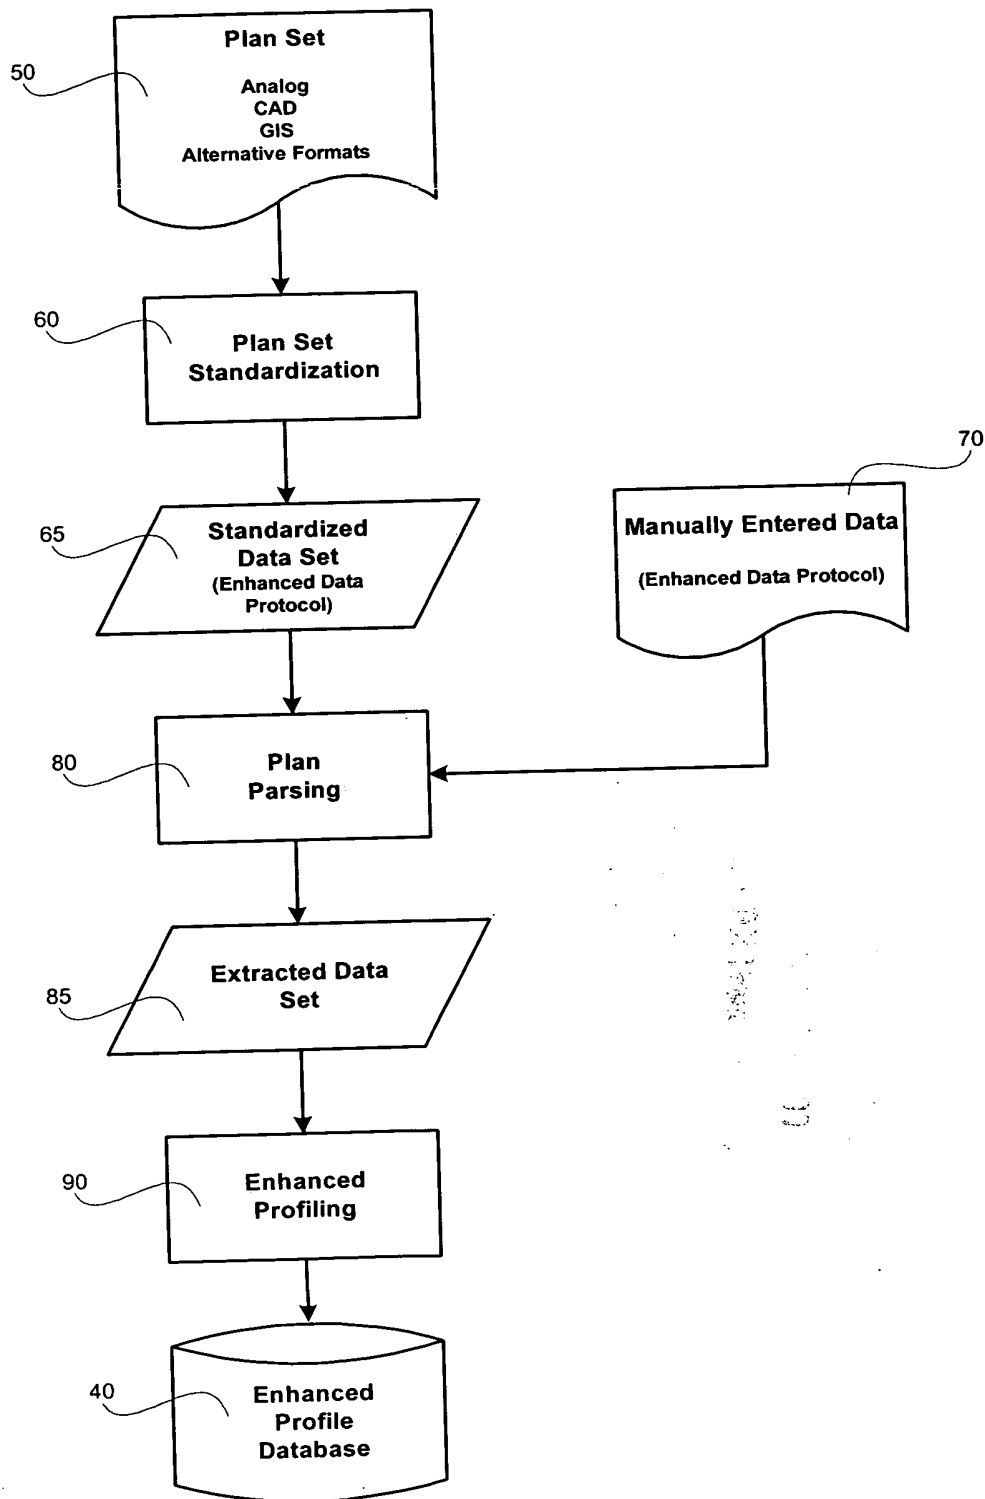 Plan Set
Analog
CAD
GIS
Alternative Formats
50
60
Plan Set
Standardization
65
Standardized
Data Set
(Enhanced Data
Protocol)
70
Manually Entered Data
(Enhanced Data Protocol)
80
Plan
Parsing
85
Extracted Data
Set
90
Enhanced
Profiling
40
Enhanced
Profile
Database